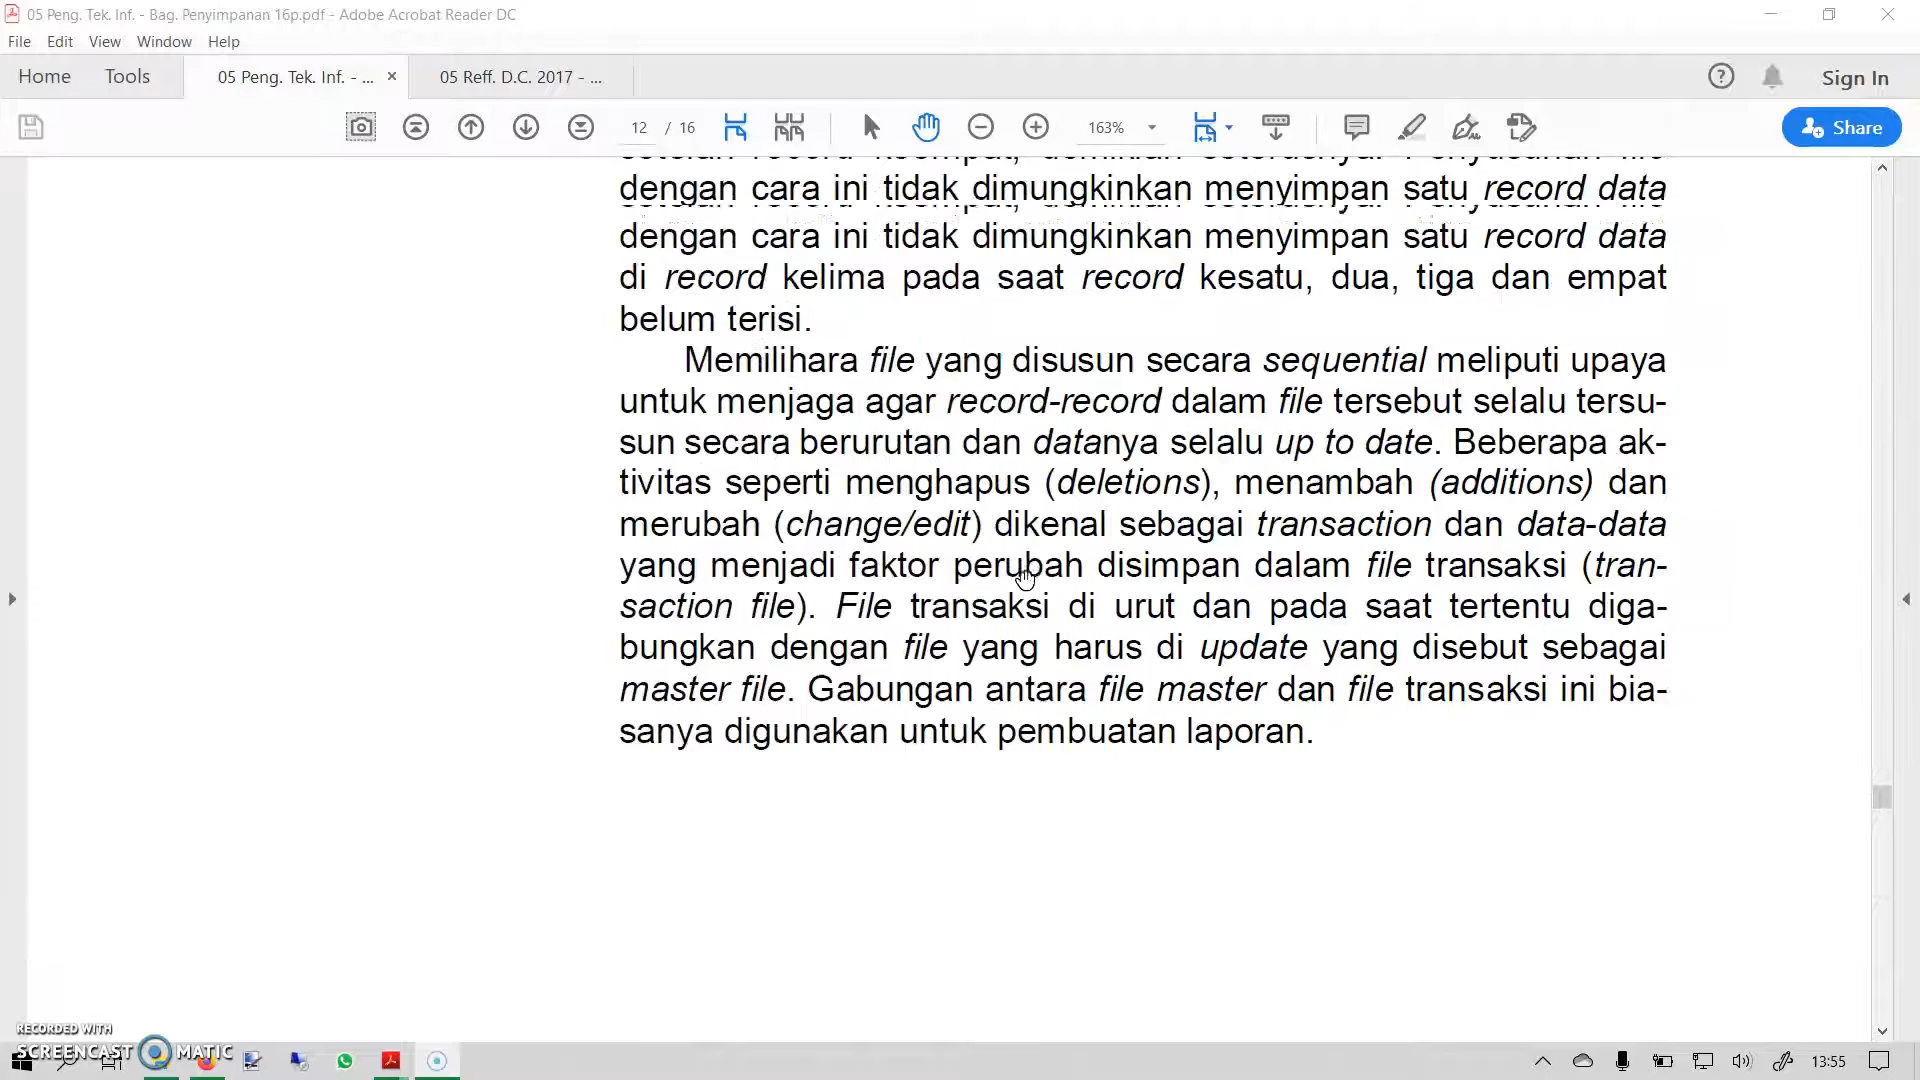 05 Peng. Tek. Inf. - Bag. Penyimpanan 16p.pdf - Adobe Acrobat Reader DC
File Edit View Window Help
Home Tools 05 Peng. Tek. Inf. - ... × 05 Reff. D.C. 2017 - ... Sign In
12 / 16 163% Share
dengan cara ini tidak dimungkinkan menyimpan satu record data
dengan cara ini tidak dimungkinkan menyimpan satu record data
di record kelima pada saat record kesatu, dua, tiga dan empat
belum terisi.
Memilihara file yang disusun secara sequential meliputi upaya
untuk menjaga agar record-record dalam file tersebut selalu tersu-
sun secara berurutan dan datanya selalu up to date. Beberapa ak-
tivitas seperti menghapus (deletions), menambah (additions) dan
merubah (change/edit) dikenal sebagai transaction dan data-data
yang menjadi faktor perubah disimpan dalam file transaksi (tran-
saction file). File transaksi di urut dan pada saat tertentu diga-
bungkan dengan file yang harus di update yang disebut sebagai
master file. Gabungan antara file master dan file transaksi ini bia-
sanya digunakan untuk pembuatan laporan.
RECORDED WITH
SCREENCAST MATIC
13:55